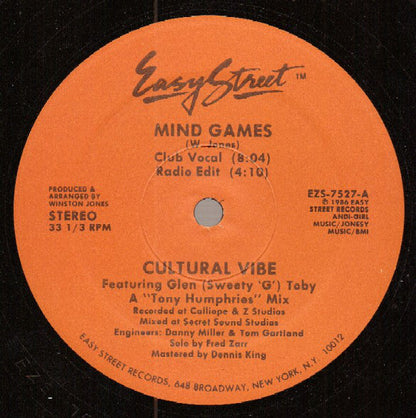 Easy Street™
MIND GAMES
(W. Jones)
Club Vocal (8:04)
Radio Edit (4:10)
PRODUCED &
ARRANGED BY
WINSTON JONES
STEREO
33 1/3 RPM
EZS-7527-A
℗ 1986 EASY
STREET RECORDS
ANDI-GIRL
MUSIC/JONESY
MUSIC/BMI
CULTURAL VIBE
Featuring Glen (Sweety 'G') Toby
A "Tony Humphries" Mix
Recorded at Calliope & Z Studios
Mixed at Secret Sound Studios
Engineers: Danny Miller & Tom Gartland
Solo by Fred Zarr
Mastered by Dennis King
EASY STREET RECORDS, 648 BROADWAY, NEW YORK, N.Y. 10012